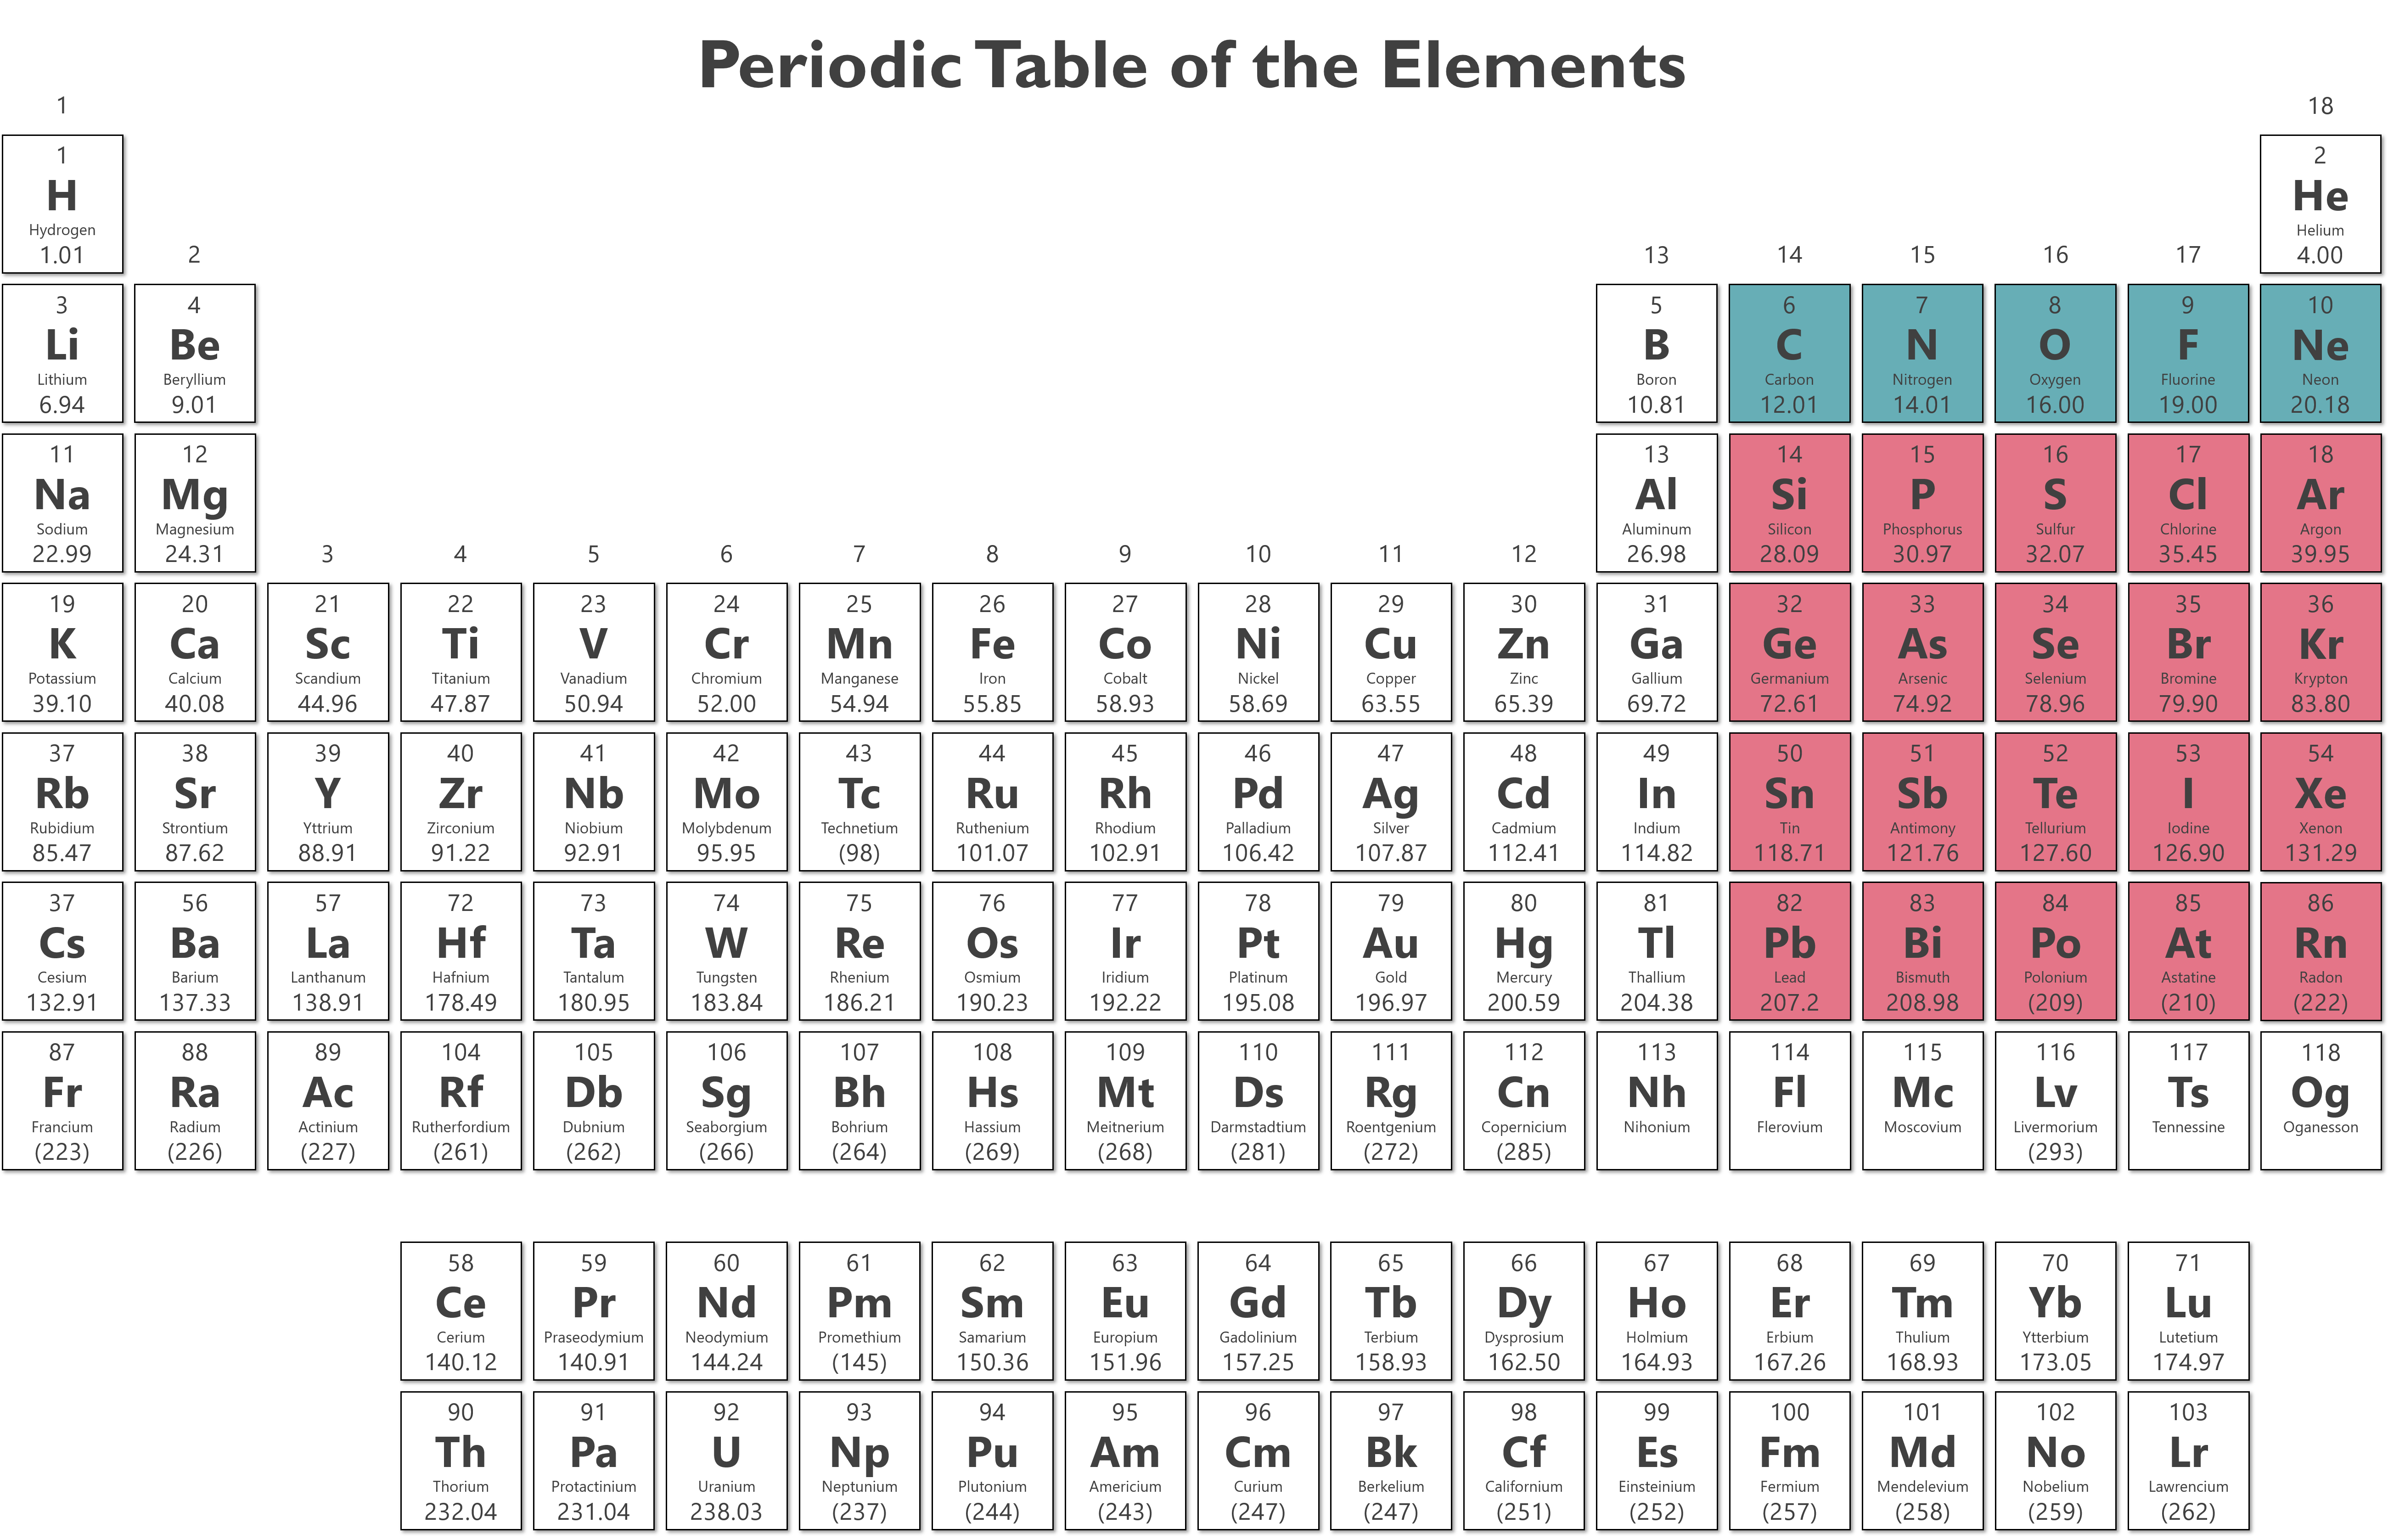 Periodic Table of the Elements
1 18
1 2
H He
Hydrogen Helium
1.01 2 13 14 15 16 17 4.00
3 4 5 6 7 8 9 10
Li Be B C N O F Ne
Lithium Beryllium Boron Carbon Nitrogen Oxygen Fluorine Neon
6.94 9.01 10.81 12.01 14.01 16.00 19.00 20.18
11 12 13 14 15 16 17 18
Na Mg Al Si P S Cl Ar
Sodium Magnesium Aluminum Silicon Phosphorus Sulfur Chlorine Argon
22.99 24.31 3 4 5 6 7 8 9 10 11 12 26.98 28.09 30.97 32.07 35.45 39.95
19 20 21 22 23 24 25 26 27 28 29 30 31 32 33 34 35 36
K Ca Sc Ti V Cr Mn Fe Co Ni Cu Zn Ga Ge As Se Br Kr
Potassium Calcium Scandium Titanium Vanadium Chromium Manganese Iron Cobalt Nickel Copper Zinc Gallium Germanium Arsenic Selenium Bromine Krypton
39.10 40.08 44.96 47.87 50.94 52.00 54.94 55.85 58.93 58.69 63.55 65.39 69.72 72.61 74.92 78.96 79.90 83.80
37 38 39 40 41 42 43 44 45 46 47 48 49 50 51 52 53 54
Rb Sr Y Zr Nb Mo Tc Ru Rh Pd Ag Cd In Sn Sb Te I Xe
Rubidium Strontium Yttrium Zirconium Niobium Molybdenum Technetium Ruthenium Rhodium Palladium Silver Cadmium Indium Tin Antimony Tellurium Iodine Xenon
85.47 87.62 88.91 91.22 92.91 95.95 (98) 101.07 102.91 106.42 107.87 112.41 114.82 118.71 121.76 127.60 126.90 131.29
37 56 57 72 73 74 75 76 77 78 79 80 81 82 83 84 85 86
Cs Ba La Hf Ta W Re Os Ir Pt Au Hg Tl Pb Bi Po At Rn
Cesium Barium Lanthanum Hafnium Tantalum Tungsten Rhenium Osmium Iridium Platinum Gold Mercury Thallium Lead Bismuth Polonium Astatine Radon
132.91 137.33 138.91 178.49 180.95 183.84 186.21 190.23 192.22 195.08 196.97 200.59 204.38 207.2 208.98 (209) (210) (222)
87 88 89 104 105 106 107 108 109 110 111 112 113 114 115 116 117 118
Fr Ra Ac Rf Db Sg Bh Hs Mt Ds Rg Cn Nh Fl Mc Lv Ts Og
Francium Radium Actinium Rutherfordium Dubnium Seaborgium Bohrium Hassium Meitnerium Darmstadtium Roentgenium Copernicium Nihonium Flerovium Moscovium Livermorium Tennessine Oganesson
(223) (226) (227) (261) (262) (266) (264) (269) (268) (281) (272) (285) (293)
58 59 60 61 62 63 64 65 66 67 68 69 70 71
Ce Pr Nd Pm Sm Eu Gd Tb Dy Ho Er Tm Yb Lu
Cerium Praseodymium Neodymium Promethium Samarium Europium Gadolinium Terbium Dysprosium Holmium Erbium Thulium Ytterbium Lutetium
140.12 140.91 144.24 (145) 150.36 151.96 157.25 158.93 162.50 164.93 167.26 168.93 173.05 174.97
90 91 92 93 94 95 96 97 98 99 100 101 102 103
Th Pa U Np Pu Am Cm Bk Cf Es Fm Md No Lr
Thorium Protactinium Uranium Neptunium Plutonium Americium Curium Berkelium Californium Einsteinium Fermium Mendelevium Nobelium Lawrencium
232.04 231.04 238.03 (237) (244) (243) (247) (247) (251) (252) (257) (258) (259) (262)